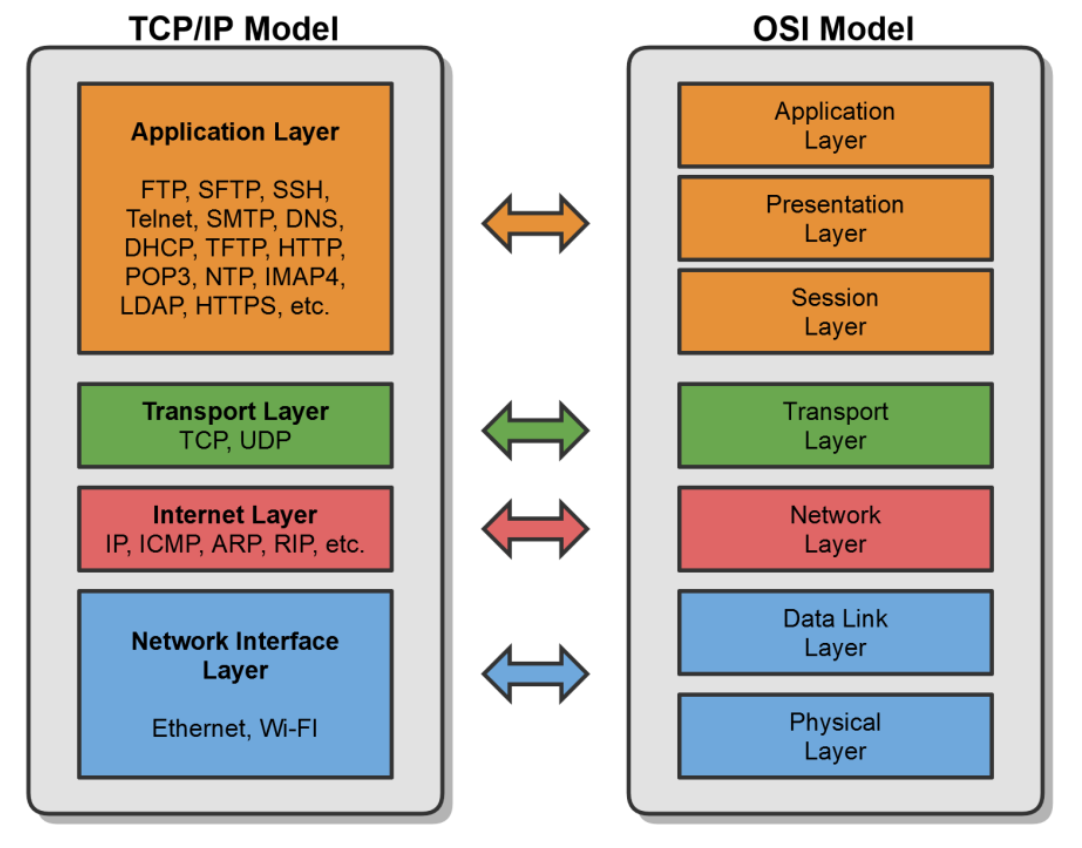 TCP/IP Model
Application Layer
FTP, SFTP, SSH,
Telnet, SMTP, DNS,
DHCP, TFTP, HTTP,
POP3, NTP, IMAP4,
LDAP, HTTPS, etc.
Transport Layer
TCP, UDP
Internet Layer
IP, ICMP, ARP, RIP, etc.
Network Interface
Layer
Ethernet, Wi-FI
OSI Model
Application
Layer
Presentation
Layer
Session
Layer
Transport
Layer
Network
Layer
Data Link
Layer
Physical
Layer